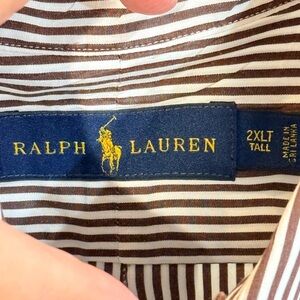 RALPH LAUREN
2XLT
TALL
MADE IN
SRI LANKA